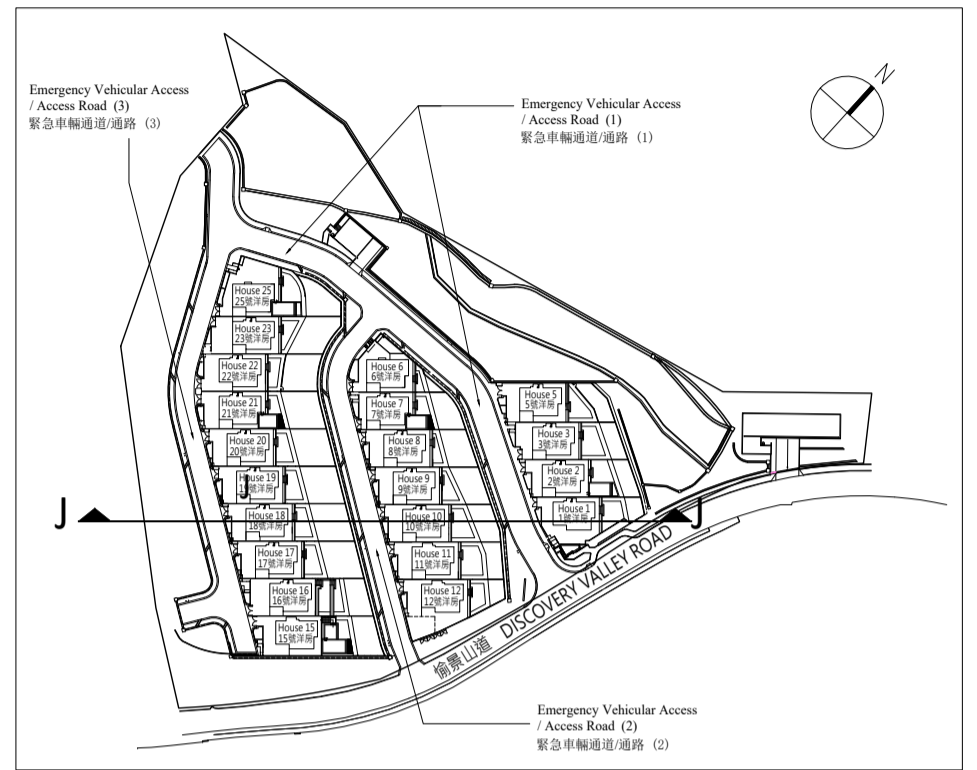 N
Emergency Vehicular Access
/ Access Road (3)
緊急車輛通道/通路 (3)
Emergency Vehicular Access
/ Access Road (1)
緊急車輛通道/通路 (1)
House 25
25號洋房
House 23
23號洋房
House 22
22號洋房
House 21
21號洋房
House 20
20號洋房
House 19
19號洋房
J
House 18
18號洋房
House 17
17號洋房
House 16
16號洋房
House 15
15號洋房
House 6
6號洋房
House 7
7號洋房
House 8
8號洋房
House 9
9號洋房
House 10
10號洋房
House 11
11號洋房
House 12
12號洋房
House 5
5號洋房
House 3
3號洋房
House 2
2號洋房
House 1
1號洋房
J
J
愉景山道 DISCOVERY VALLEY ROAD
Emergency Vehicular Access
/ Access Road (2)
緊急車輛通道/通路 (2)